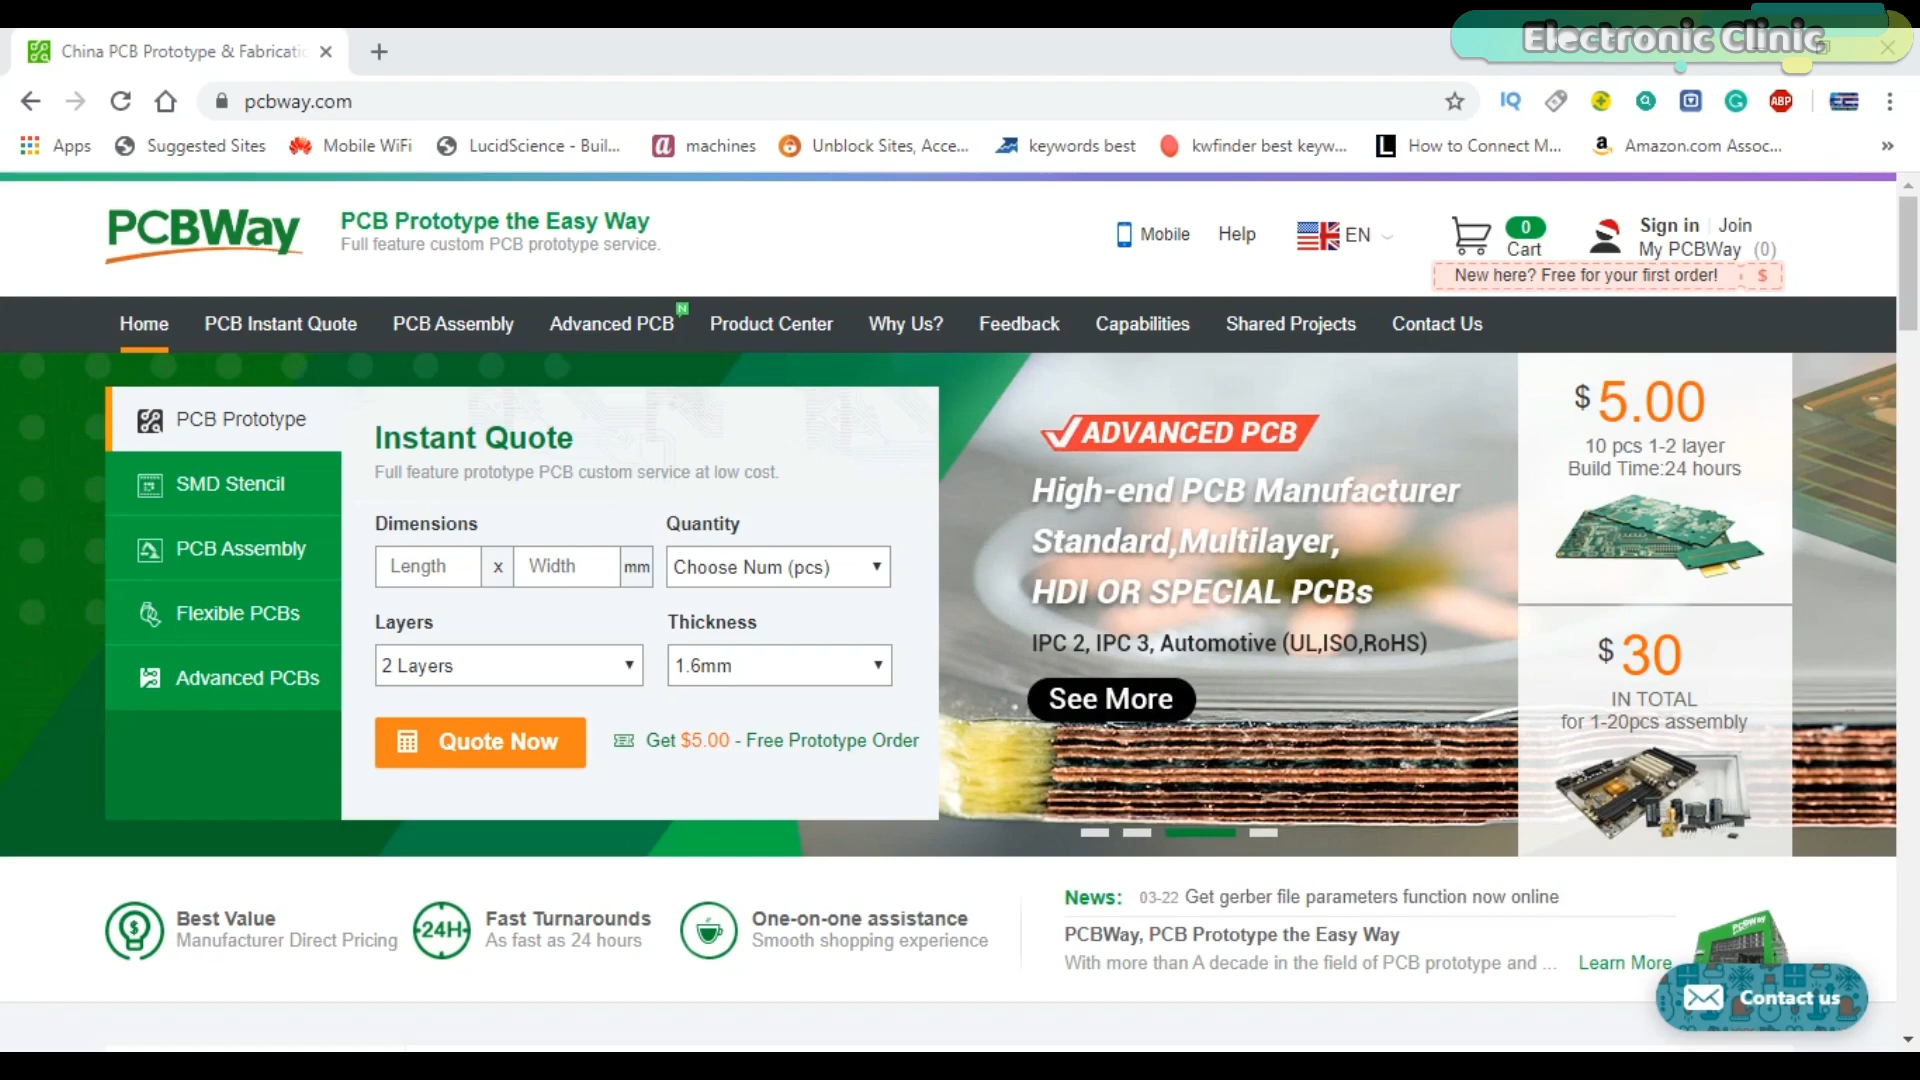 Electronic Clinic
China PCB Prototype & Fabricatic
pcbway.com
IQ
ABP
Apps
Suggested Sites
Mobile WiFi
LucidScience - Buil...
machines
Unblock Sites, Acce...
keywords best
kwfinder best keyw...
How to Connect M...
Amazon.com Assoc...
PCBWay
PCB Prototype the Easy Way
Full feature custom PCB prototype service.
Mobile
Help
EN
0
Cart
Sign in | Join
My PCBWay (0)
New here? Free for your first order! $
Home
PCB Instant Quote
PCB Assembly
Advanced PCB
N
Product Center
Why Us?
Feedback
Capabilities
Shared Projects
Contact Us
PCB Prototype
SMD Stencil
PCB Assembly
Flexible PCBs
Advanced PCBs
Instant Quote
Full feature prototype PCB custom service at low cost.
Dimensions
Quantity
Length x Width mm
Choose Num (pcs)
Layers
Thickness
2 Layers
1.6mm
Quote Now
Get $5.00 - Free Prototype Order
ADVANCED PCB
High-end PCB Manufacturer
Standard,Multilayer,
HDI OR SPECIAL PCBs
IPC 2, IPC 3, Automotive (UL,ISO,RoHS)
See More
$ 5.00
10 pcs 1-2 layer
Build Time:24 hours
$ 30
IN TOTAL
for 1-20pcs assembly
Best Value
Manufacturer Direct Pricing
24H
Fast Turnarounds
As fast as 24 hours
One-on-one assistance
Smooth shopping experience
News: 03-22 Get gerber file parameters function now online
PCBWay, PCB Prototype the Easy Way
With more than A decade in the field of PCB prototype and ... Learn More
PCBWay
Contact us